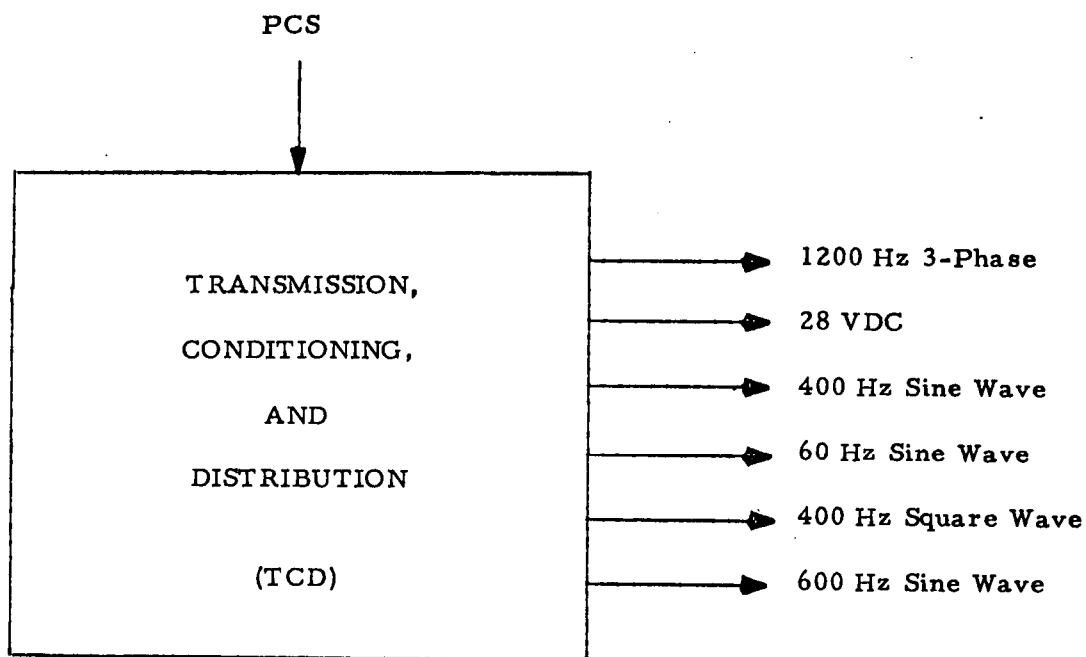 PCS
TRANSMISSION,
CONDITIONING,
AND
DISTRIBUTION
(TCD)
1200 Hz 3-Phase
28 VDC
400 Hz Sine Wave
60 Hz Sine Wave
400 Hz Square Wave
600 Hz Sine Wave